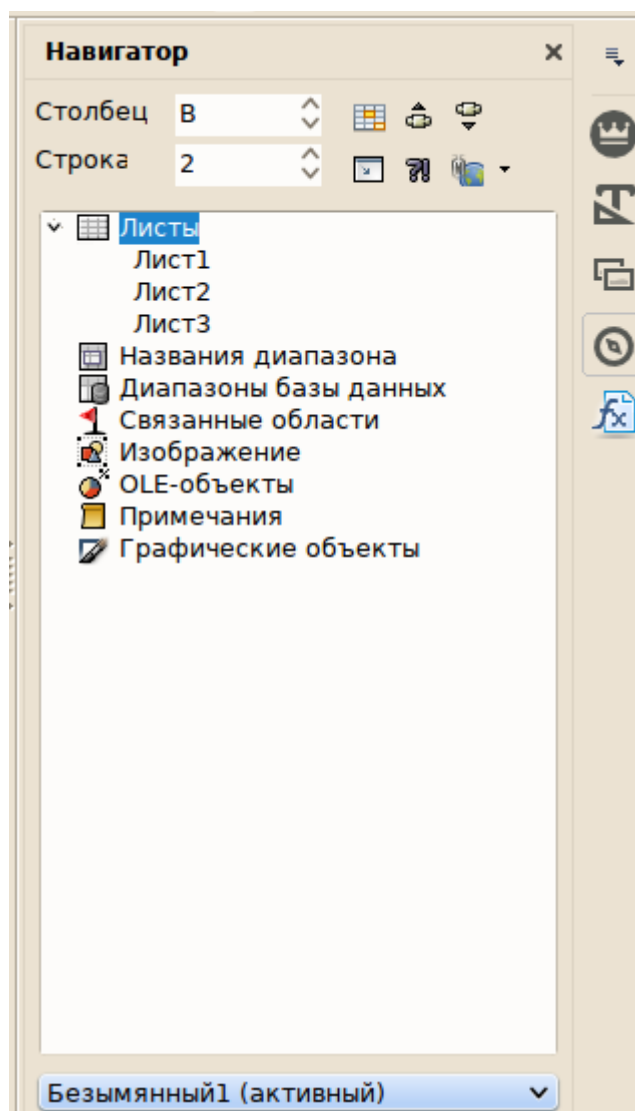 Навигатор
Столбец B
Строка 2
Листы
Лист1
Лист2
Лист3
Названия диапазона
Диапазоны базы данных
Связанные области
Изображение
OLE-объекты
Примечания
Графические объекты
Безымянный1 (активный)